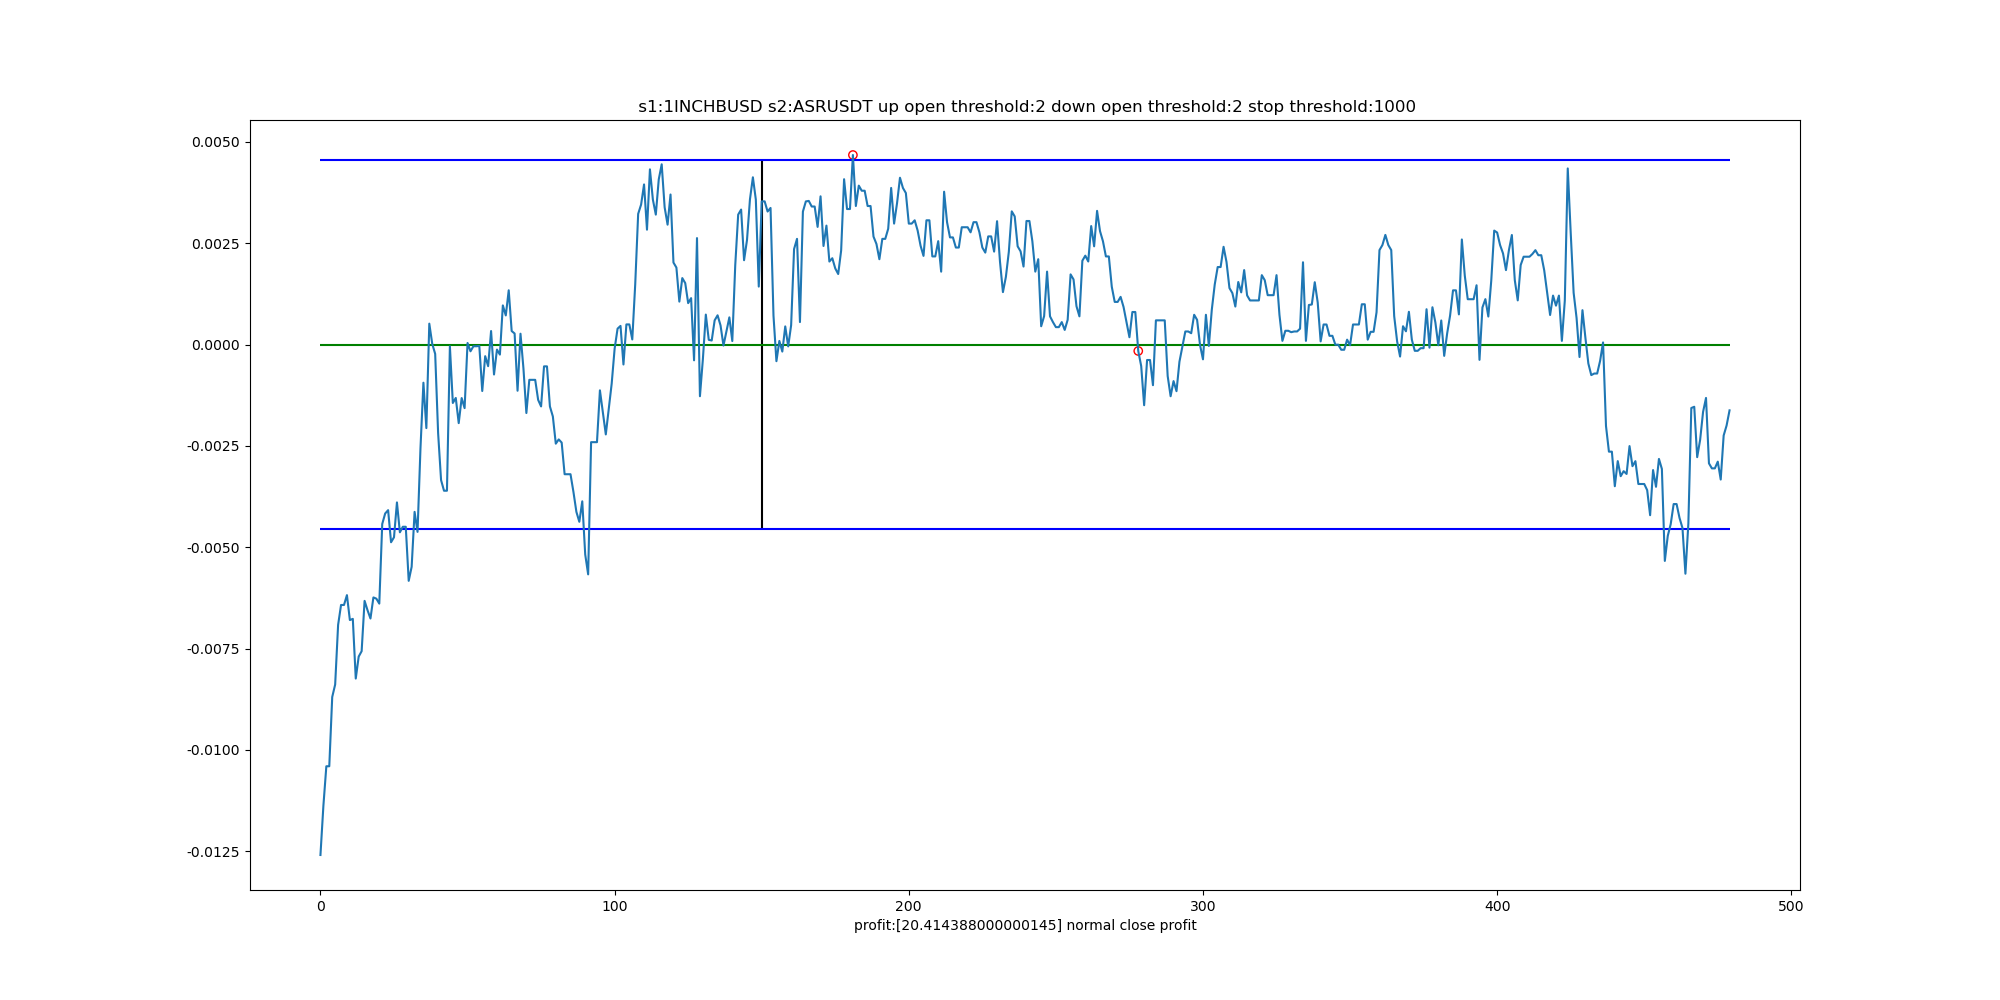 s1:1INCHBUSD s2:ASRUSDT up open threshold:2 down open threshold:2 stop threshold:1000
0.0050
0.0025
0.0000
-0.0025
-0.0050
-0.0075
-0.0100
-0.0125
0 100 200 300 400 500
profit:[20.414388000000145] normal close profit